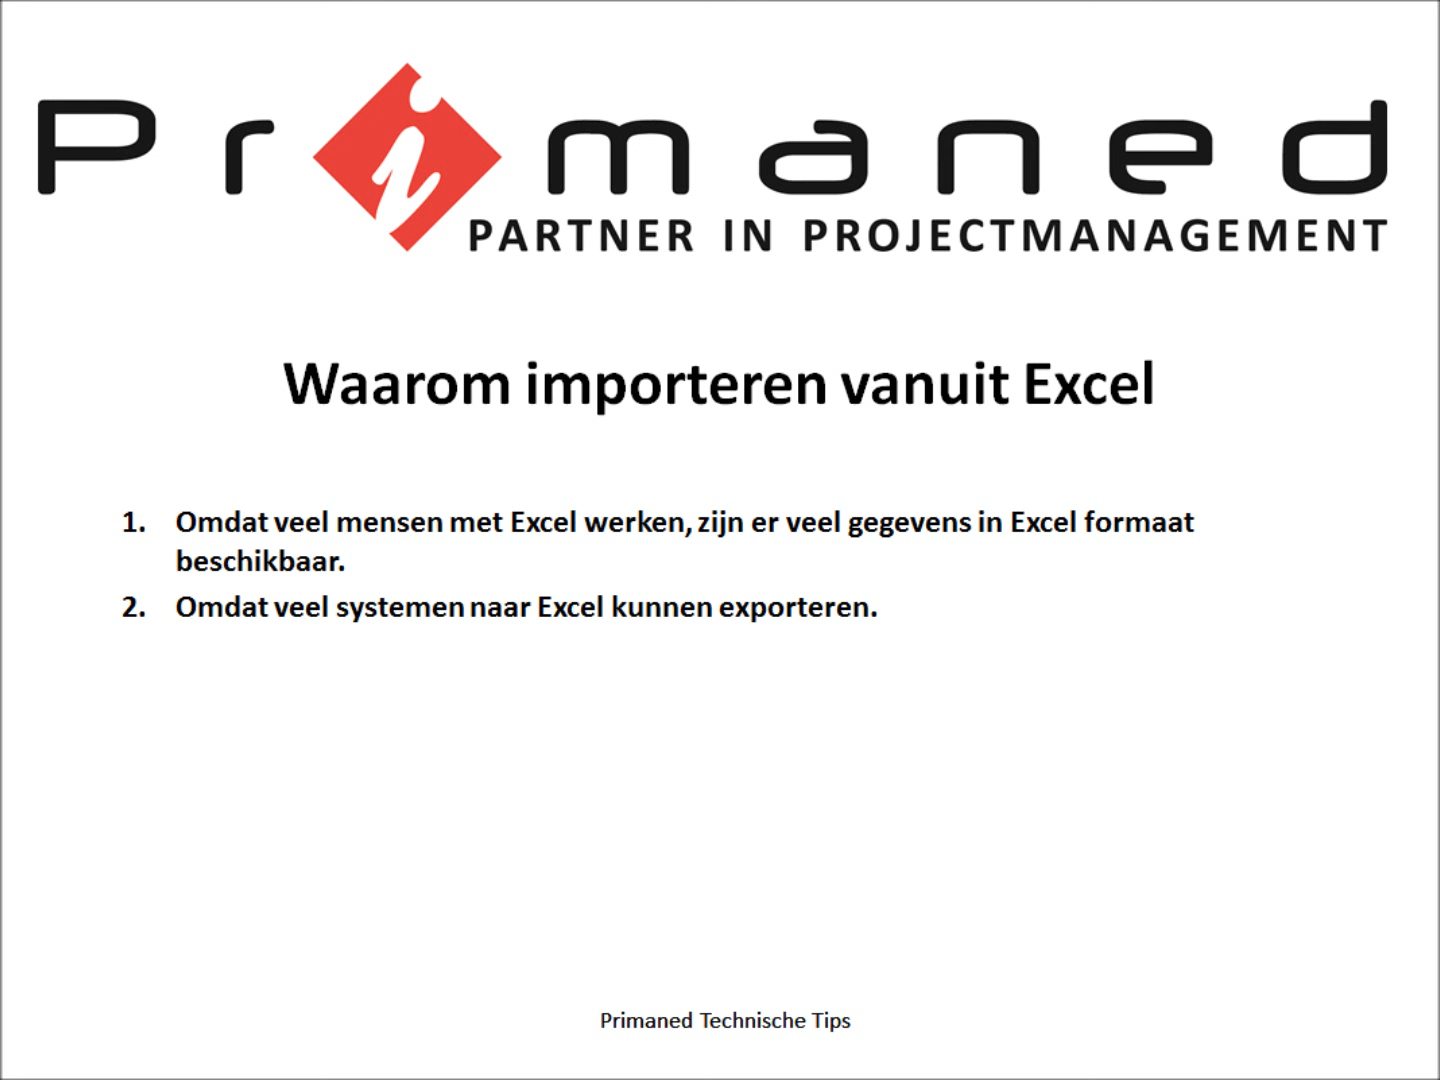 Primaned
PARTNER IN PROJECTMANAGEMENT
Waarom importeren vanuit Excel
1. Omdat veel mensen met Excel werken, zijn er veel gegevens in Excel formaat
beschikbaar.
2. Omdat veel systemen naar Excel kunnen exporteren.
Primaned Technische Tips